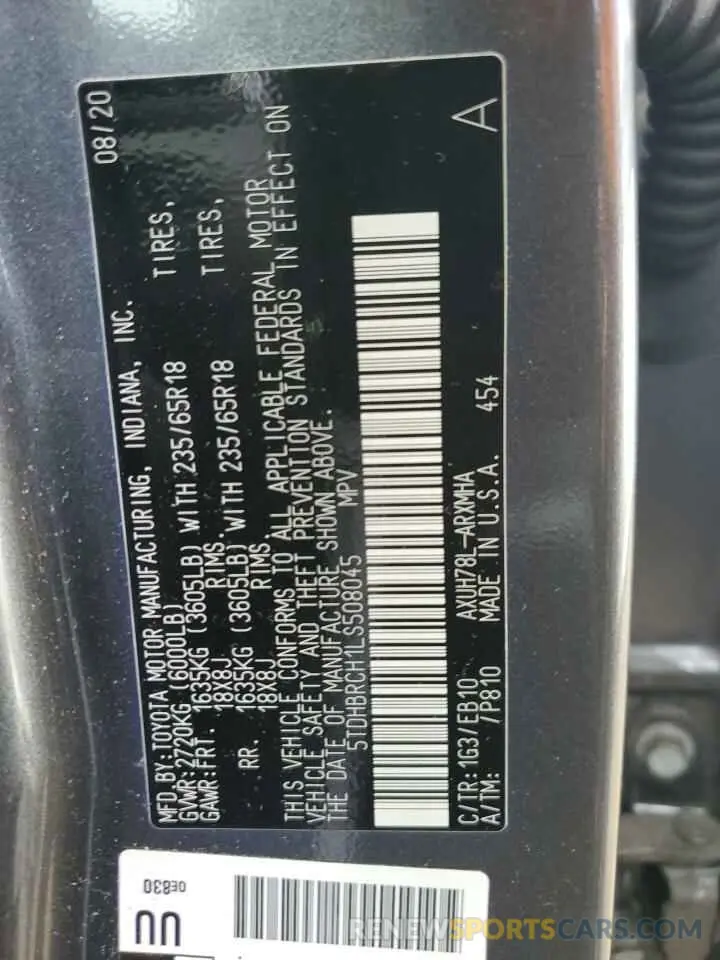 MFD. BY: TOYOTA MOTOR MANUFACTURING, INDIANA, INC. 08/20
GVWR: 2720KG (6000LB)
GAWR: FRT. 1635KG (3605LB) WITH 235/65R18 TIRES,
18X8J RIMS.
RR. 1635KG (3605LB) WITH 235/65R18 TIRES,
18X8J RIMS
THIS VEHICLE CONFORMS TO ALL APPLICABLE FEDERAL MOTOR
VEHICLE SAFETY AND THEFT PREVENTION STANDARDS IN EFFECT ON
THE DATE OF MANUFACTURE SHOWN ABOVE.
5TDHBRCH1LS508045 MPV
C/TR: 1G3/EB10 AXUH78L-ARXMHA A
A/TM: /P810 MADE IN U.S.A. 454
UU
0E830
RENEWSPORTSCARS.COM